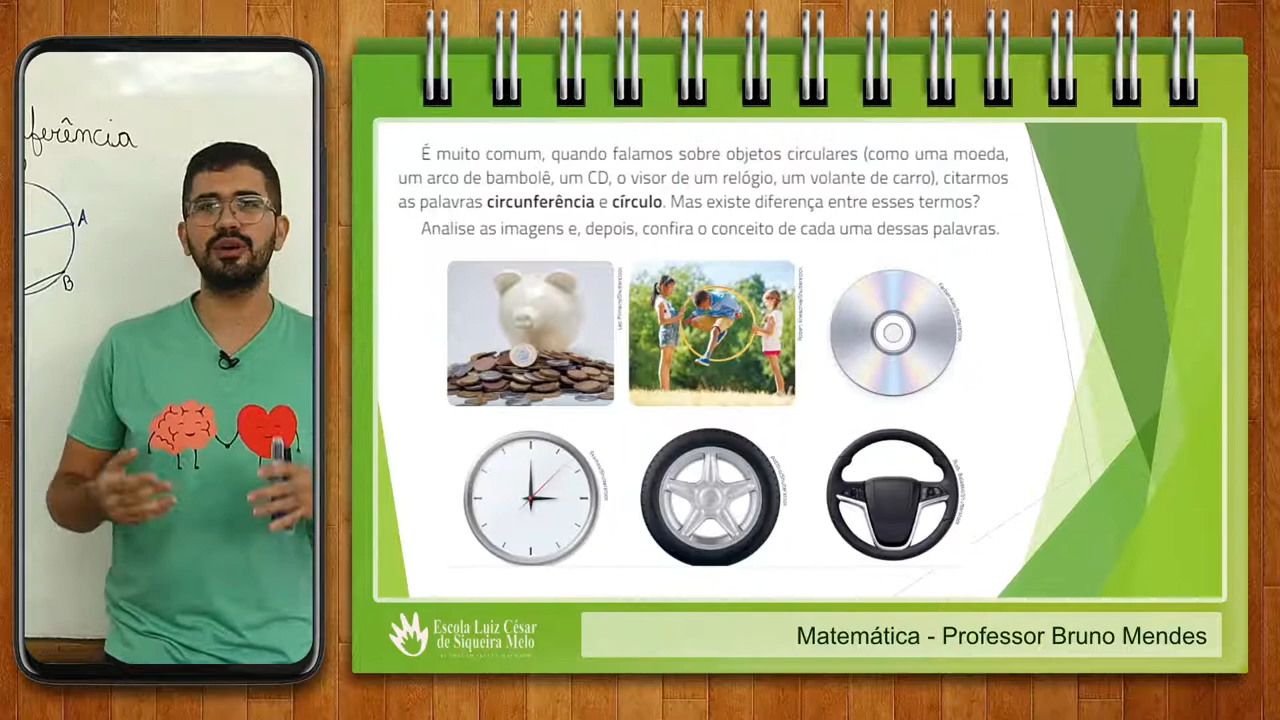 ferência
A
B
É muito comum, quando falamos sobre objetos circulares (como uma moeda,
um arco de bambolê, um CD, o visor de um relógio, um volante de carro), citarmos
as palavras circunferência e círculo. Mas existe diferença entre esses termos?
Analise as imagens e, depois, confira o conceito de cada uma dessas palavras.
Escola Luiz César
de Siqueira Melo
Matemática - Professor Bruno Mendes